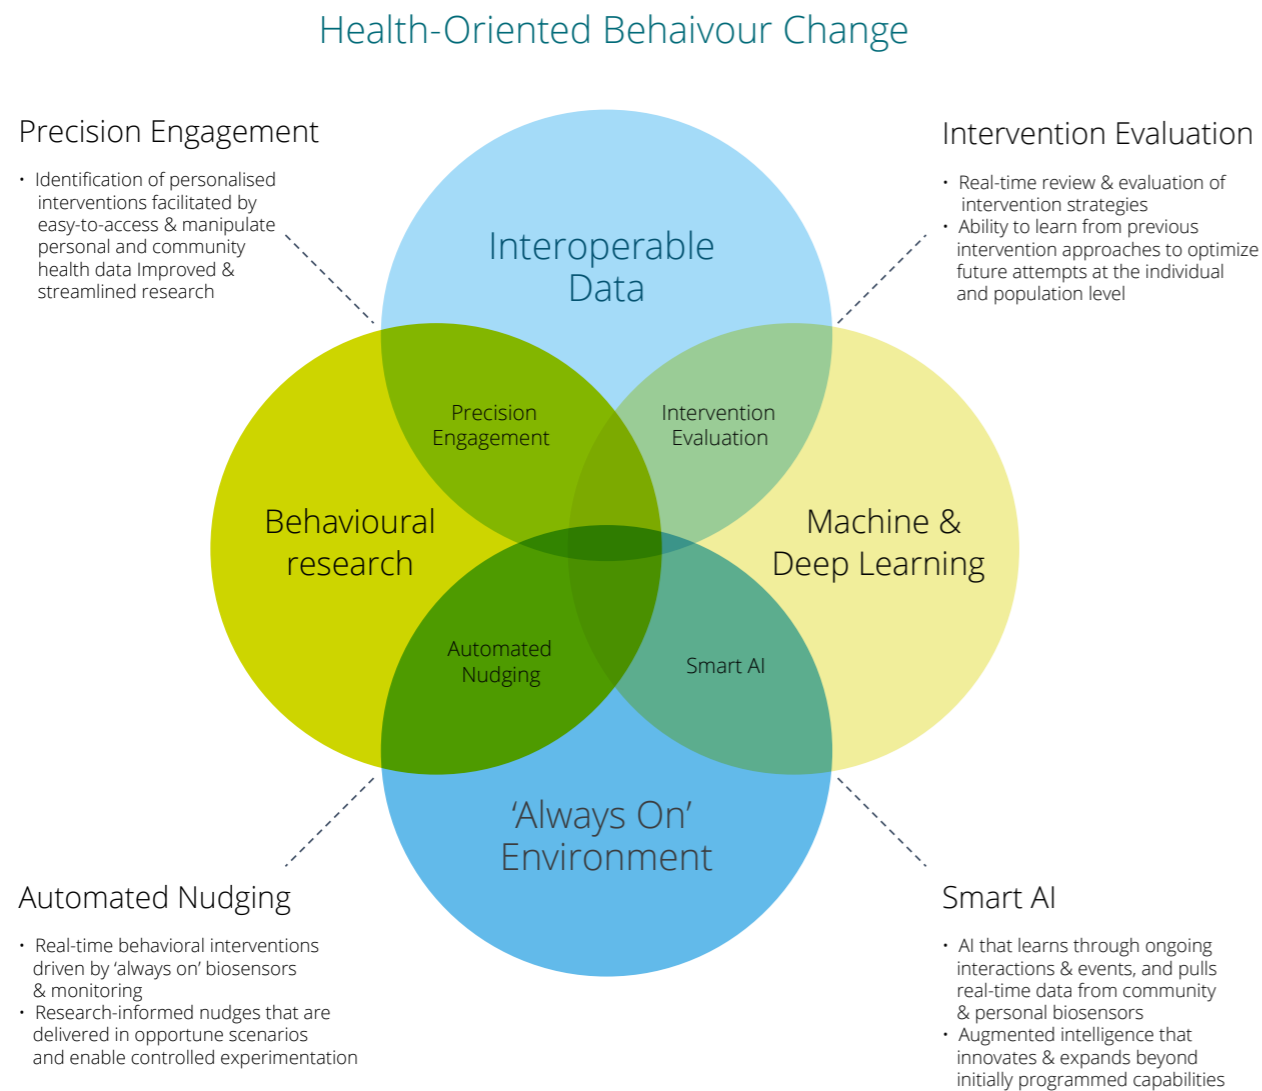 Health-Oriented Behaivour Change
Precision Engagement
• Identification of personalised
interventions facilitated by
easy-to-access & manipulate
personal and community
health data Improved &
streamlined research
Intervention Evaluation
• Real-time review & evaluation of
intervention strategies
• Ability to learn from previous
intervention approaches to optimize
future attempts at the individual
and population level
Interoperable
Data
Precision
Engagement
Intervention
Evaluation
Behavioural
research
Machine &
Deep Learning
Automated
Nudging
Smart AI
‘Always On’
Environment
Automated Nudging
• Real-time behavioral interventions
driven by ‘always on’ biosensors
& monitoring
• Research-informed nudges that are
delivered in opportune scenarios
and enable controlled experimentation
Smart AI
• AI that learns through ongoing
interactions & events, and pulls
real-time data from community
& personal biosensors
• Augmented intelligence that
innovates & expands beyond
initially programmed capabilities